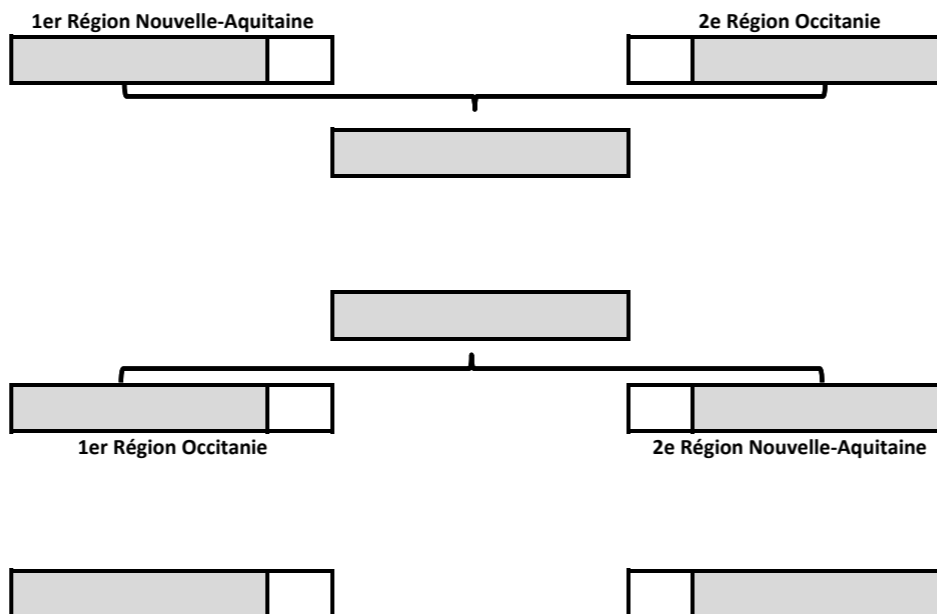 1er Région Nouvelle-Aquitaine
2e Région Occitanie
1er Région Occitanie
2e Région Nouvelle-Aquitaine